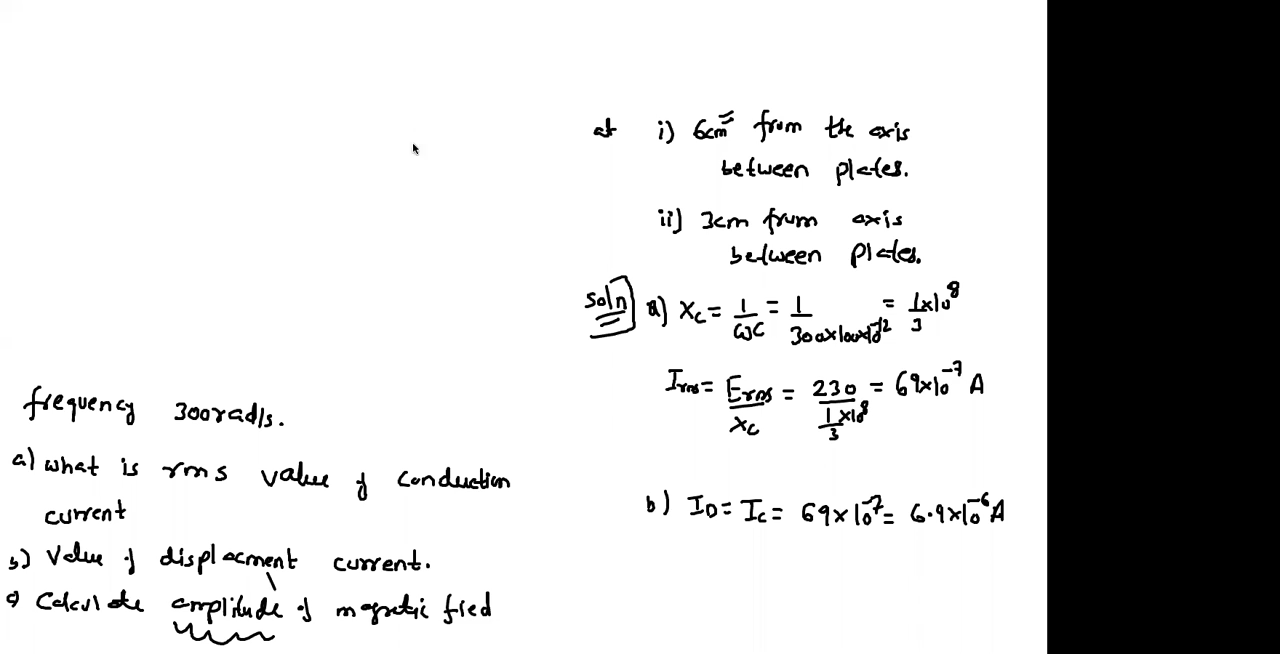 frequency 300rad/s.
a) what is rms value of conduction
current
b) Value of displacment current.
c) Calculate amplitude of magnetic fied
at i) 6cm from the axis
between plates.
ii) 3cm from axis
between plates.
Soln a) Xc = 1/ωC = 1/300×100×10^-12 = 1×10^8/3
Irms = Erms/Xc = 230/(1/3×10^8) = 69×10^-7 A
b) ID = Ic = 69×10^-7 = 6.9×10^-6 A